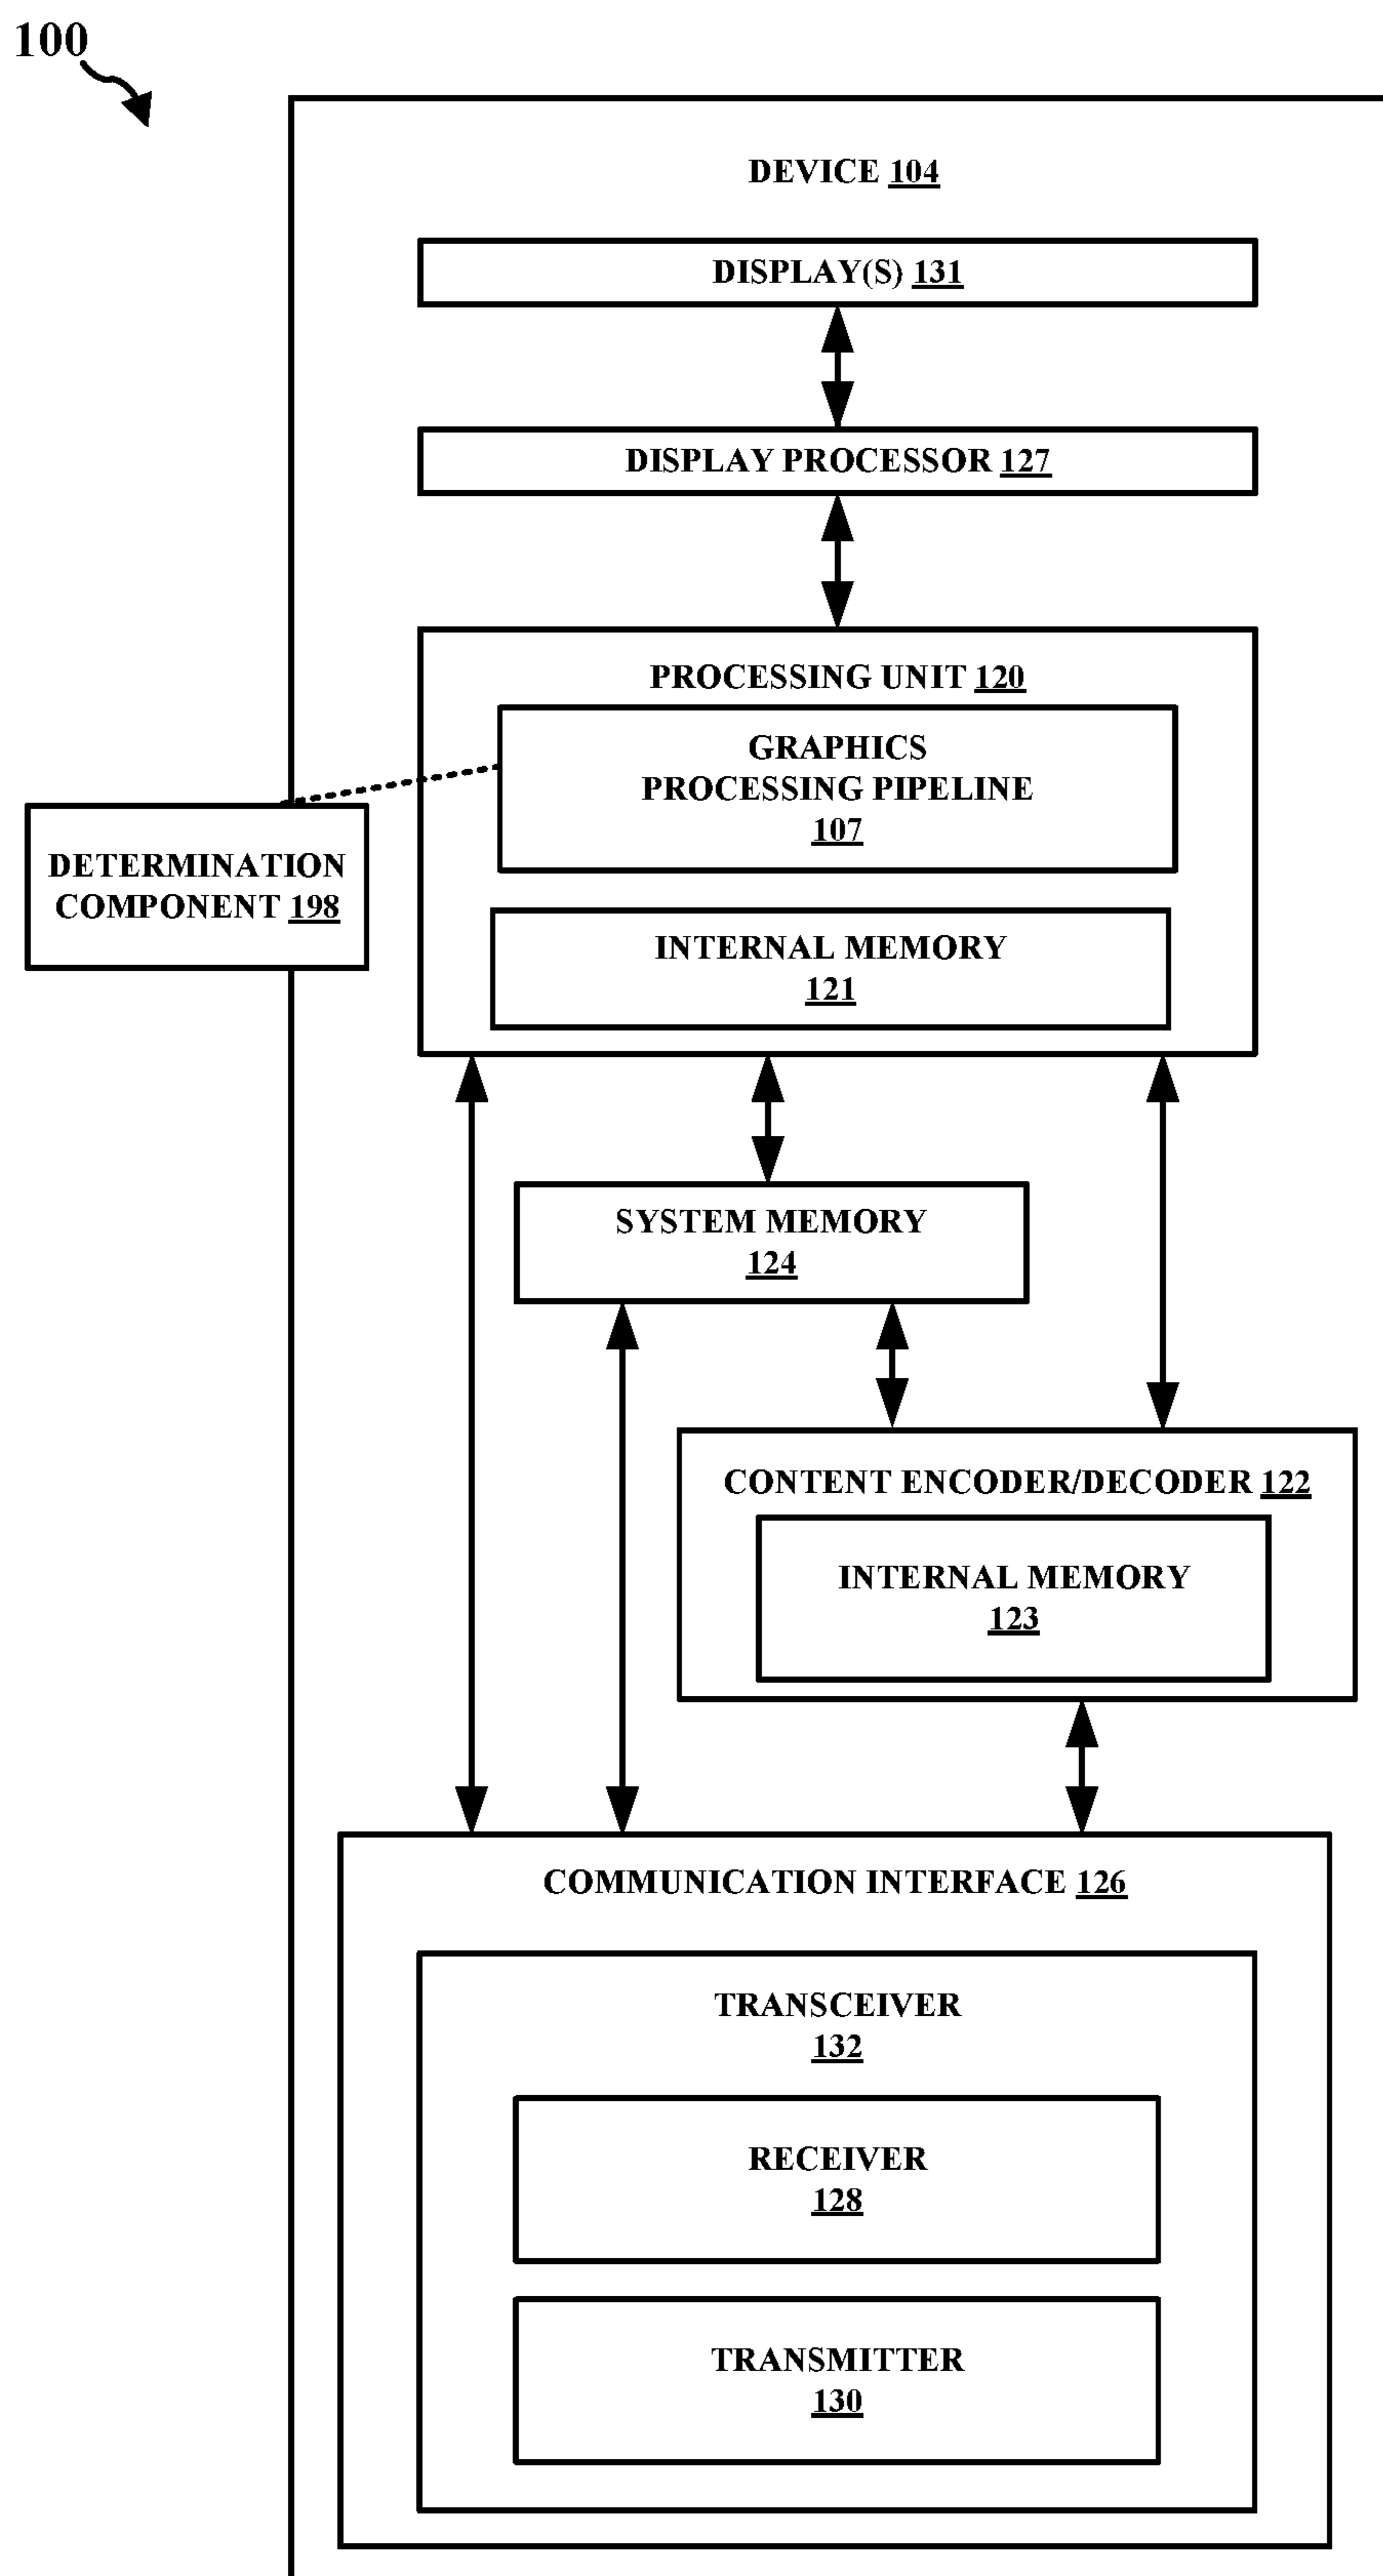 100
DEVICE 104
DISPLAY(S) 131
DISPLAY PROCESSOR 127
PROCESSING UNIT 120
GRAPHICS
PROCESSING PIPELINE
107
DETERMINATION
COMPONENT 198
INTERNAL MEMORY
121
SYSTEM MEMORY
124
CONTENT ENCODER/DECODER 122
INTERNAL MEMORY
123
COMMUNICATION INTERFACE 126
TRANSCEIVER
132
RECEIVER
128
TRANSMITTER
130